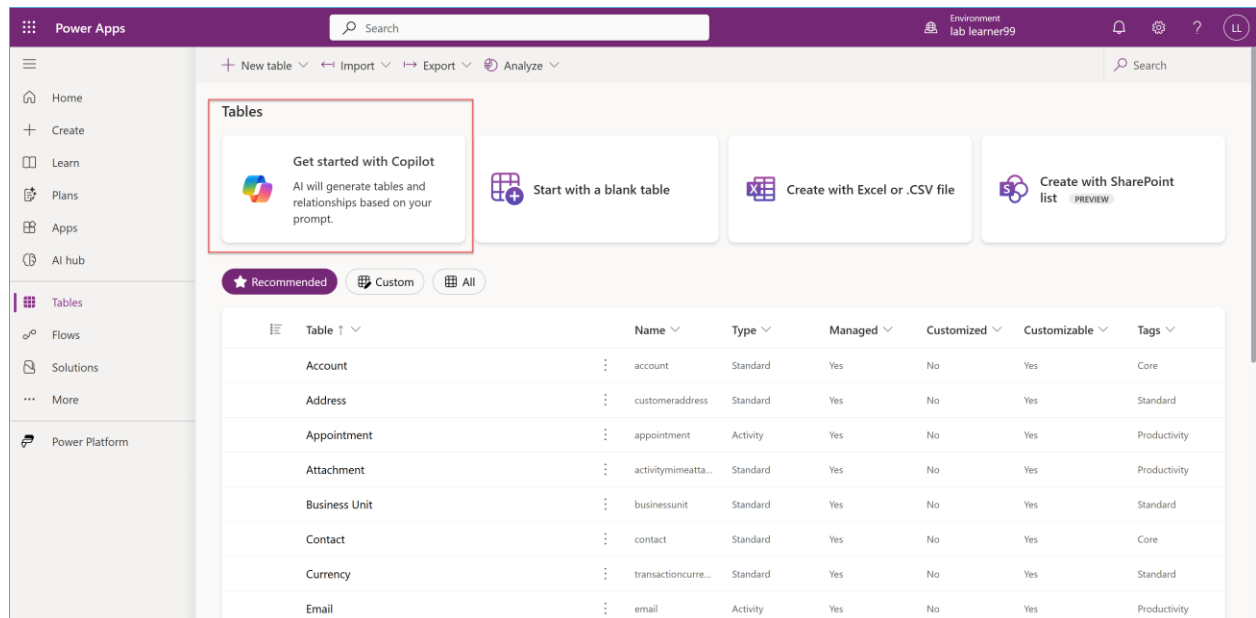 Power Apps
Search
Environment
lab learner99
?
LL
New table
Import
Export
Analyze
Search
Home
Create
Learn
Plans
Apps
AI hub
Tables
Flows
Solutions
More
Power Platform
Tables
Get started with Copilot
AI will generate tables and
relationships based on your
prompt.
Start with a blank table
Create with Excel or .CSV file
Create with SharePoint
list PREVIEW
Recommended Custom All
Table ↑ Name Type Managed Customized Customizable Tags
Account account Standard Yes No Yes Core
Address customeraddress Standard Yes No Yes Standard
Appointment appointment Activity Yes No Yes Productivity
Attachment activitymimeatta... Standard Yes No Yes Productivity
Business Unit businessunit Standard Yes No Yes Standard
Contact contact Standard Yes No Yes Core
Currency transactioncurre... Standard Yes No Yes Standard
Email email Activity Yes No Yes Productivity